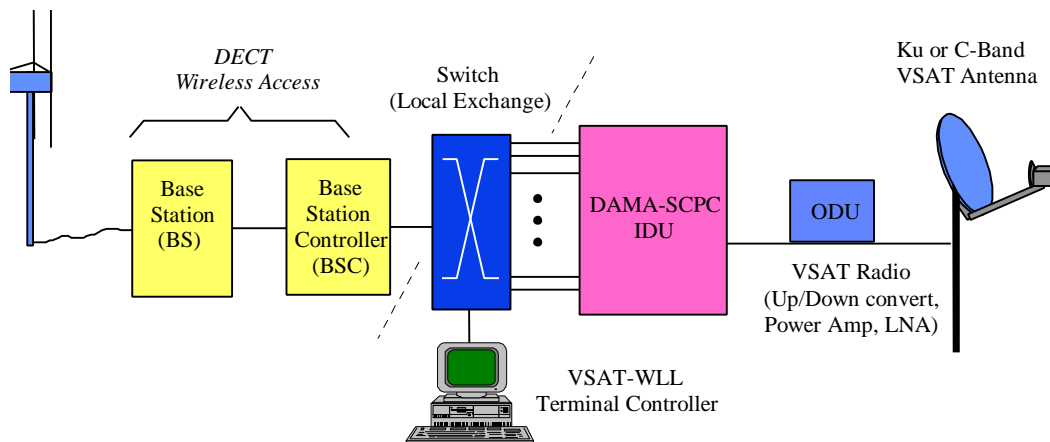 DECT
Wireless Access
Switch
(Local Exchange)
Ku or C-Band
VSAT Antenna
Base
Station
(BS)
Base
Station
Controller
(BSC)
DAMA-SCPC
IDU
ODU
VSAT Radio
(Up/Down convert,
Power Amp, LNA)
VSAT-WLL
Terminal Controller